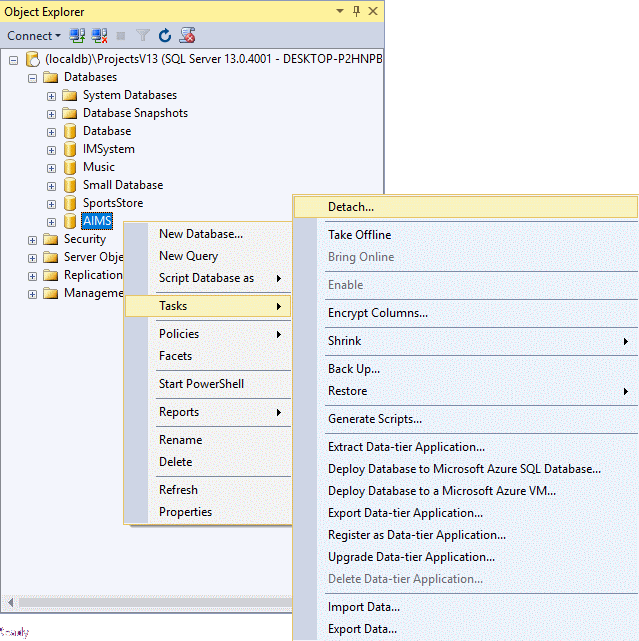 Object Explorer
Connect
(localdb)\ProjectsV13 (SQL Server 13.0.4001 - DESKTOP-P2HNPB
Databases
System Databases
Database Snapshots
Database
IMSystem
Music
Small Database
SportsStore
AIMS
Security
Server Obje
Replication
Manageme
New Database...
New Query
Script Database as
Tasks
Policies
Facets
Start PowerShell
Reports
Rename
Delete
Refresh
Properties
Detach...
Take Offline
Bring Online
Enable
Encrypt Columns...
Shrink
Back Up...
Restore
Generate Scripts...
Extract Data-tier Application...
Deploy Database to Microsoft Azure SQL Database...
Deploy Database to a Microsoft Azure VM...
Export Data-tier Application...
Register as Data-tier Application...
Upgrade Data-tier Application...
Delete Data-tier Application...
Import Data...
Export Data...